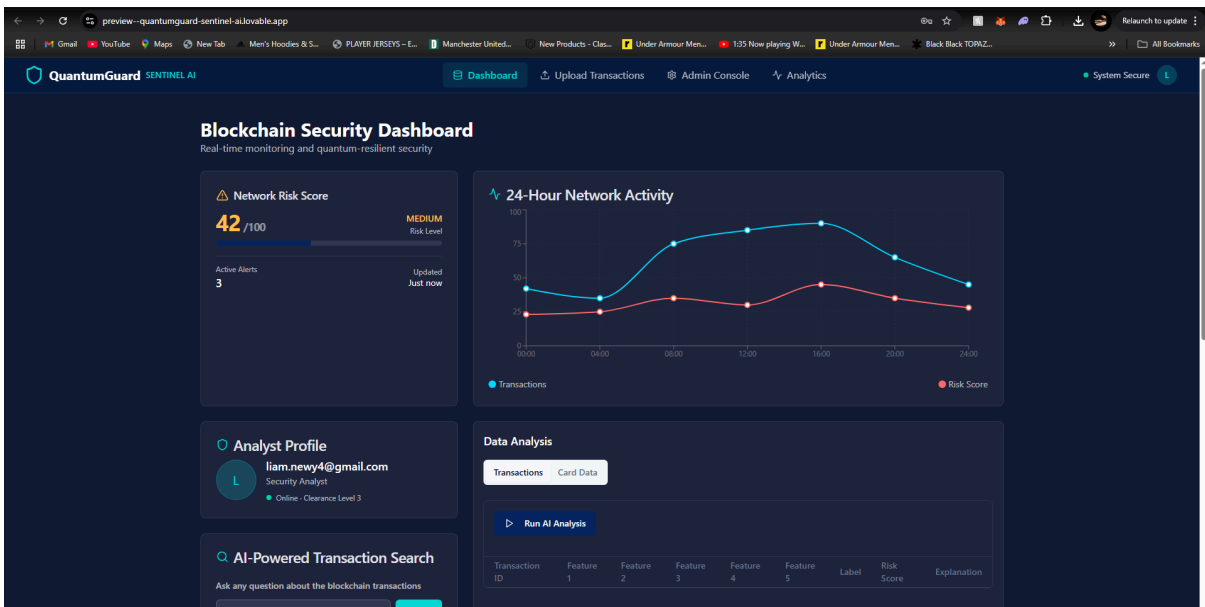 preview--quantumguard-sentinel-ai.lovable.app
Relaunch to update
Gmail
YouTube
Maps
New Tab
Men's Hoodies & S...
PLAYER JERSEYS – E...
Manchester United...
New Products - Clas...
Under Armour Men...
1:35 Now playing W...
Under Armour Men...
Black Black TOPAZ...
All Bookmarks
QuantumGuard SENTINEL AI
Dashboard
Upload Transactions
Admin Console
Analytics
System Secure
L
Blockchain Security Dashboard
Real-time monitoring and quantum-resilient security
Network Risk Score
42 /100
MEDIUM
Risk Level
Active Alerts
3
Updated
Just now
24-Hour Network Activity
100
75
50
25
0
00:00 04:00 08:00 12:00 16:00 20:00 24:00
Transactions
Risk Score
Analyst Profile
L
liam.newy4@gmail.com
Security Analyst
Online - Clearance Level 3
AI-Powered Transaction Search
Ask any question about the blockchain transactions
Data Analysis
Transactions
Card Data
Run AI Analysis
Transaction ID
Feature 1
Feature 2
Feature 3
Feature 4
Feature 5
Label
Risk Score
Explanation